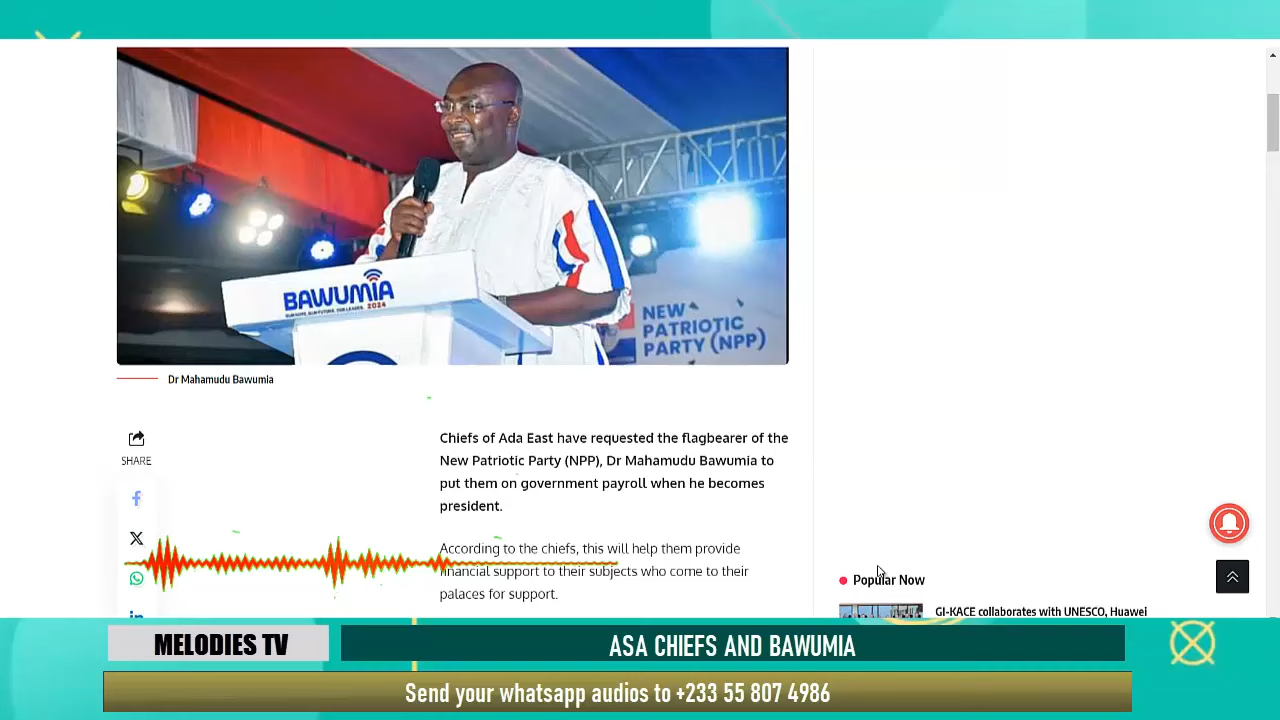 BAWUMIA
2024
NEW
PATRIOTIC
PARTY (NPP)
Dr Mahamudu Bawumia
SHARE
Chiefs of Ada East have requested the flagbearer of the
New Patriotic Party (NPP), Dr Mahamudu Bawumia to
put them on government payroll when he becomes
president.
According to the chiefs, this will help them provide
financial support to their subjects who come to their
palaces for support.
Popular Now
GI-KACE collaborates with UNESCO, Huawei
MELODIES TV
ASA CHIEFS AND BAWUMIA
Send your whatsapp audios to +233 55 807 4986